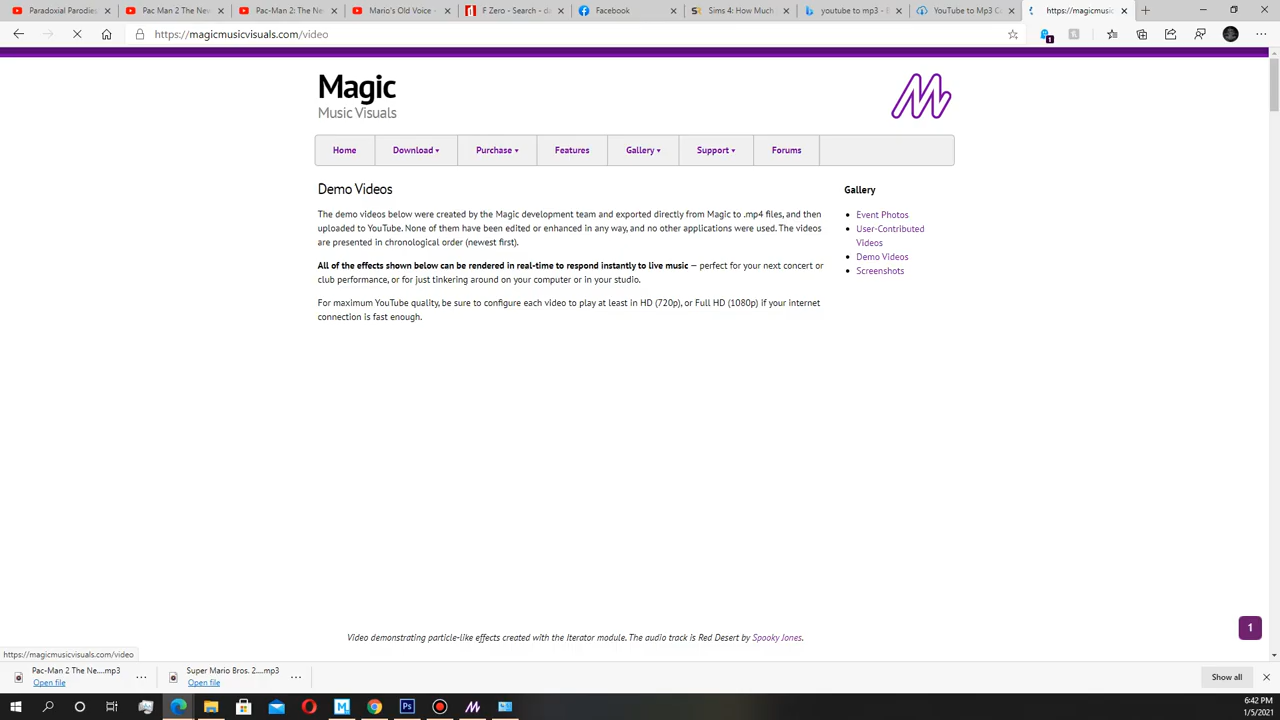 Paradoxial Parodies
Pac Man 2 The New
Pac-Man 2: The Ne
Mario's Old Voice -
F Zero - Search - d
Facebook
Sims 4: How Much
youtube to mp3 - B
YouTube to Mp3 C
https://magicmusic
https://magicmusicvisuals.com/video
1
Magic
Music Visuals
Home
Download
Purchase
Features
Gallery
Support
Forums
Demo Videos
The demo videos below were created by the Magic development team and exported directly from Magic to .mp4 files, and then
uploaded to YouTube. None of them have been edited or enhanced in any way, and no other applications were used. The videos
are presented in chronological order (newest first).
All of the effects shown below can be rendered in real-time to respond instantly to live music — perfect for your next concert or
club performance, or for just tinkering around on your computer or in your studio.
For maximum YouTube quality, be sure to configure each video to play at least in HD (720p), or Full HD (1080p) if your internet
connection is fast enough.
Gallery
Event Photos
User-Contributed
Videos
Demo Videos
Screenshots
Video demonstrating particle-like effects created with the Iterator module. The audio track is Red Desert by Spooky Jones.
1
https://magicmusicvisuals.com/video
Pac-Man 2 The Ne....mp3
Open file
Super Mario Bros. 2....mp3
Open file
Show all
Ps
6:42 PM
1/5/2021